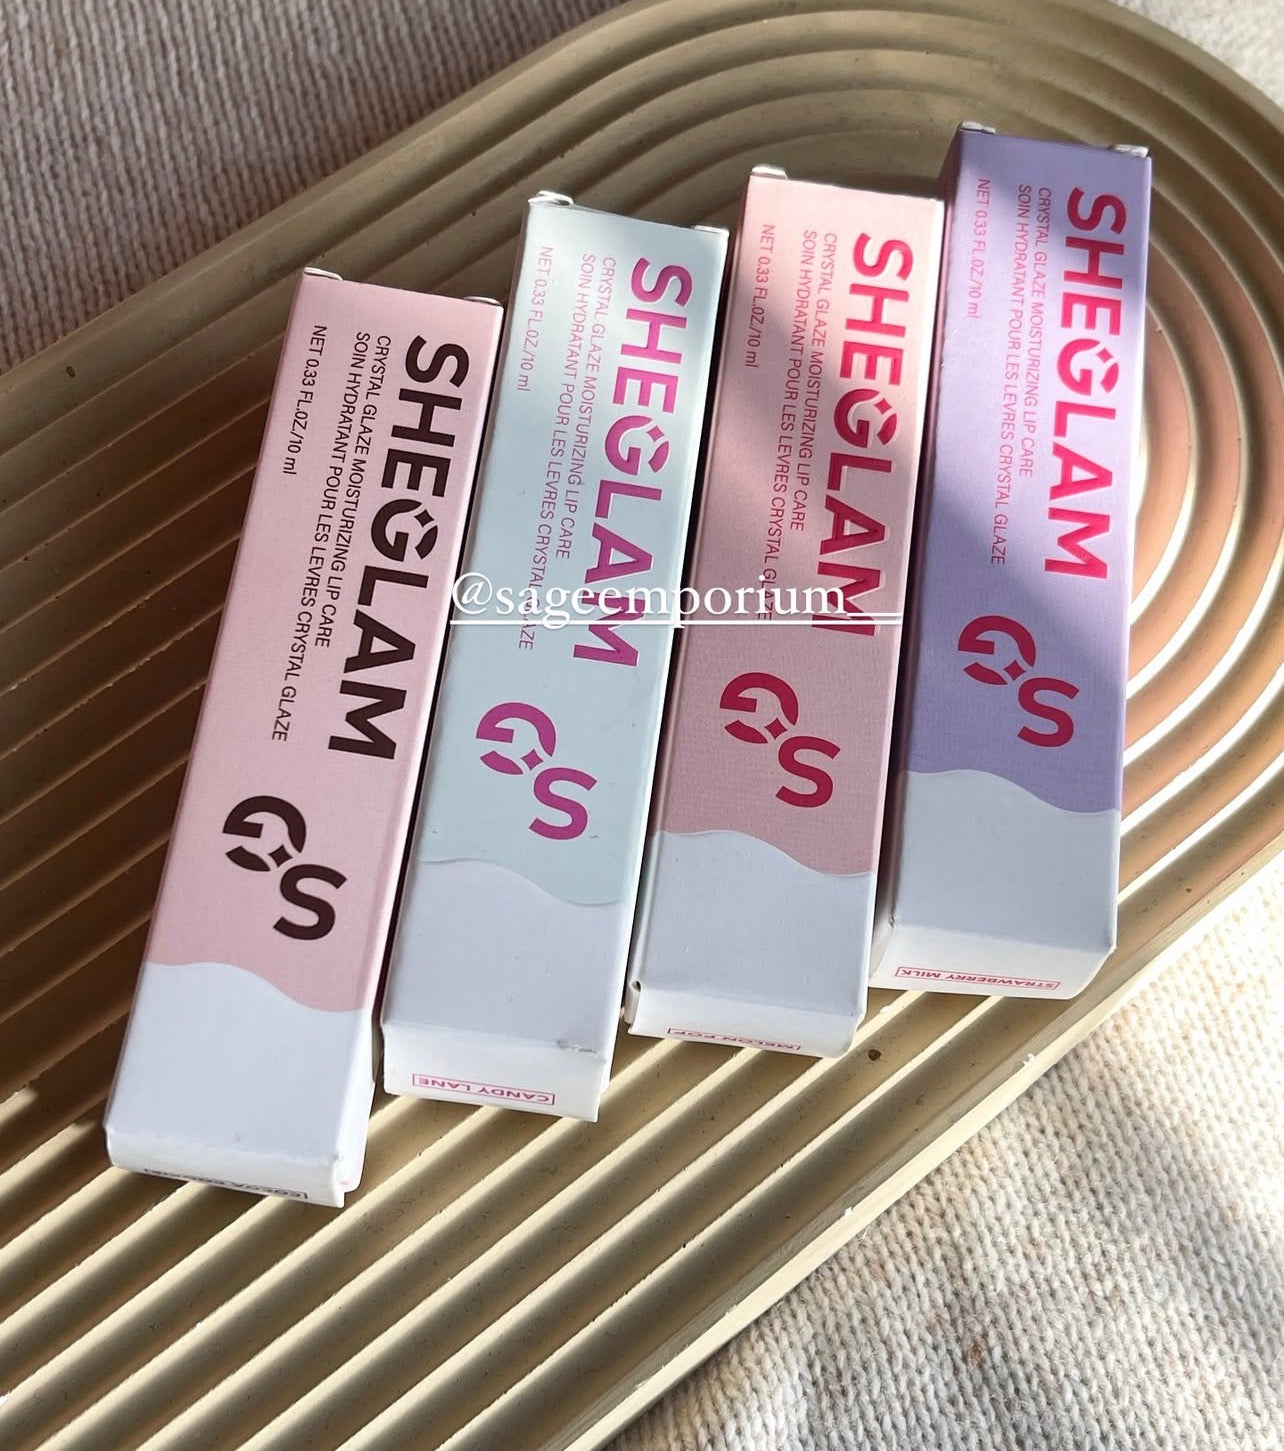 SHEGLAM
CRYSTAL GLAZE MOISTURIZING LIP CARE
SOIN HYDRATANT POUR LES LEVRES CRYSTAL GLAZE
NET 0.33 FL.OZ/10 ml
GS
SHEGLAM
CRYSTAL GLAZE MOISTURIZING LIP CARE
SOIN HYDRATANT POUR LES LEVRES CRYSTAL GLAZE
NET 0.33 FL.OZ/10 ml
GS
CANDY LANE
SHEGLAM
CRYSTAL GLAZE MOISTURIZING LIP CARE
SOIN HYDRATANT POUR LES LEVRES CRYSTAL GLAZE
NET 0.33 FL.OZ/10 ml
GS
MELON POP
SHEGLAM
CRYSTAL GLAZE MOISTURIZING LIP CARE
SOIN HYDRATANT POUR LES LEVRES CRYSTAL GLAZE
NET 0.33 FL.OZ/10 ml
GS
STRAWBERRY MILK
@sageemporium__